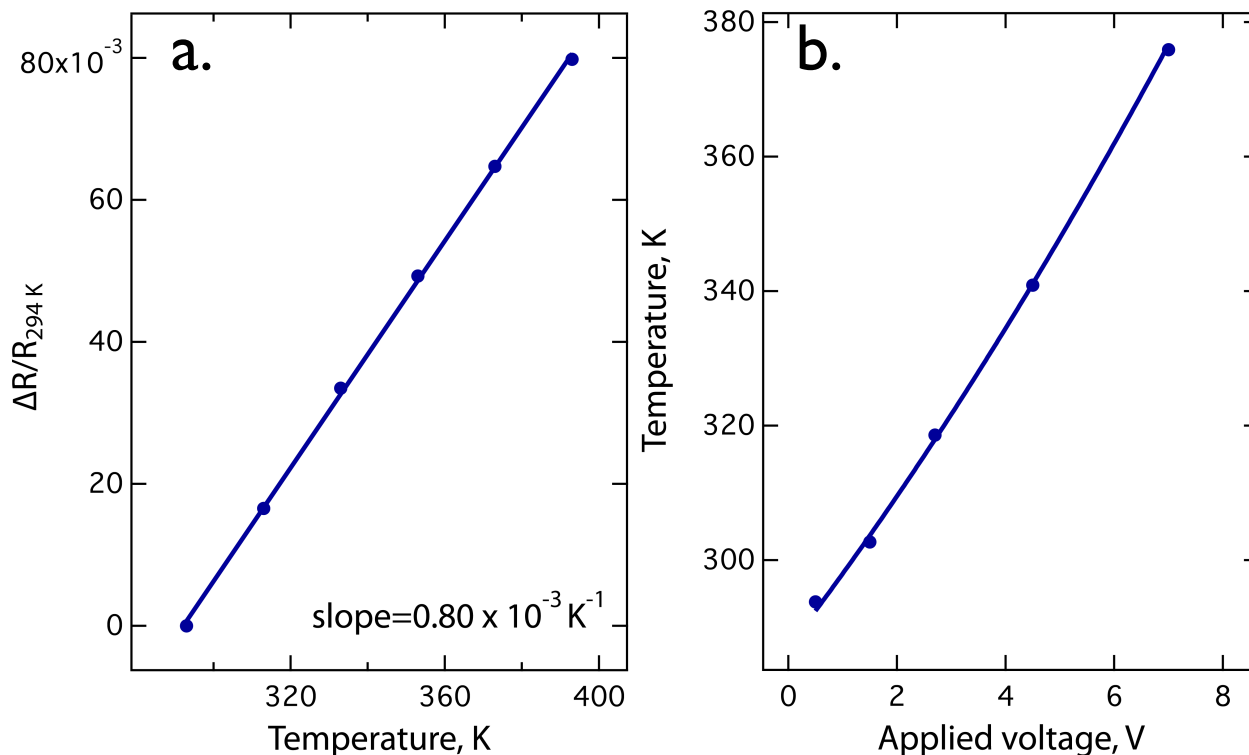 a.
80x10⁻³
60
40
20
0
ΔR/R₂₉₄ K
slope=0.80 x 10⁻³ K⁻¹
320 360 400
Temperature, K
b.
380
360
340
320
300
280
Temperature, K
0 2 4 6 8
Applied voltage, V